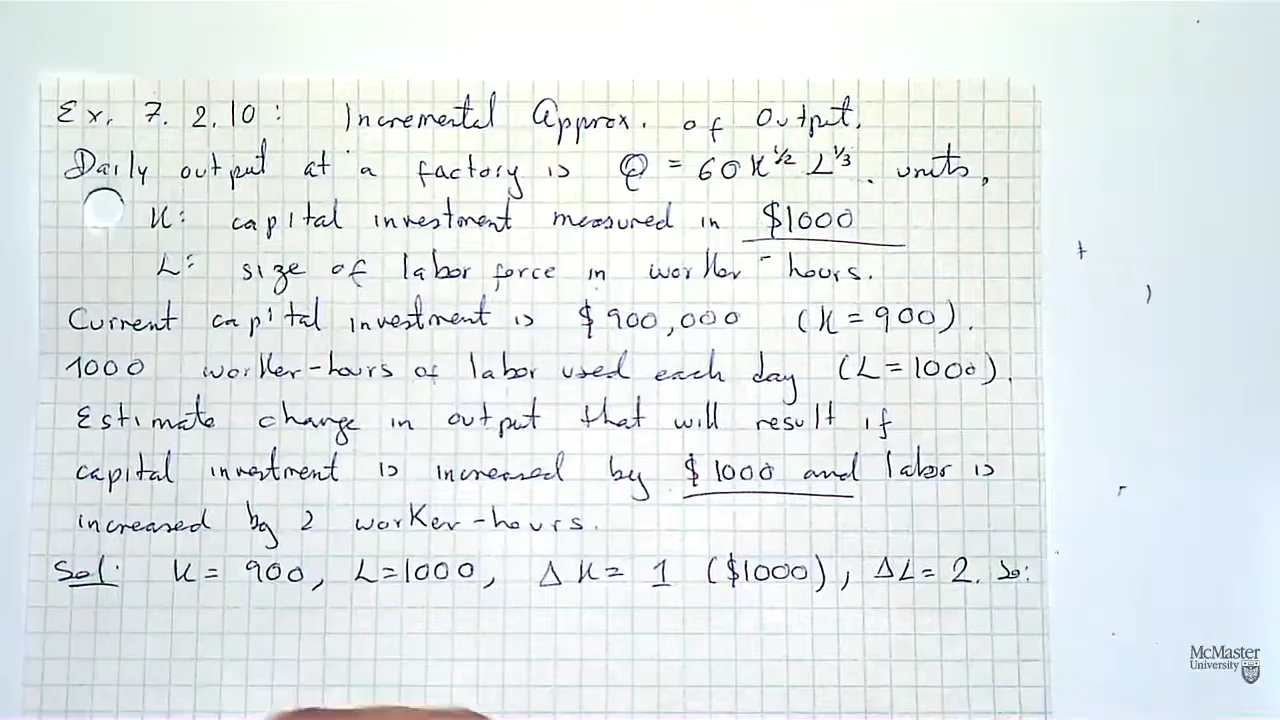 Ex. 7.2.10: Incremental Approx. of Output.
Daily output at a factory is Q = 60K^1/2 L^1/3. units,
K: capital investment measured in $1000
L: size of labor force in worker-hours.
Current capital investment is $900,000 (K=900).
1000 worker-hours of labor used each day (L=1000).
Estimate change in output that will result if
capital investment is increased by $1000 and labor is
increased by 2 worker-hours.
Sol: K= 900, L=1000, ΔK= 1 ($1000), ΔL= 2. So:
McMaster
University